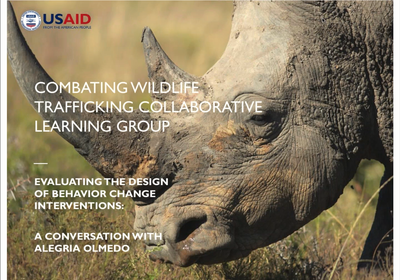 USAID
FROM THE AMERICAN PEOPLE
COMBATING WILDLIFE
TRAFFICKING COLLABORATIVE
LEARNING GROUP
EVALUATING THE DESIGN
OF BEHAVIOR CHANGE
INTERVENTIONS:
A CONVERSATION WITH
ALEGRIA OLMEDO